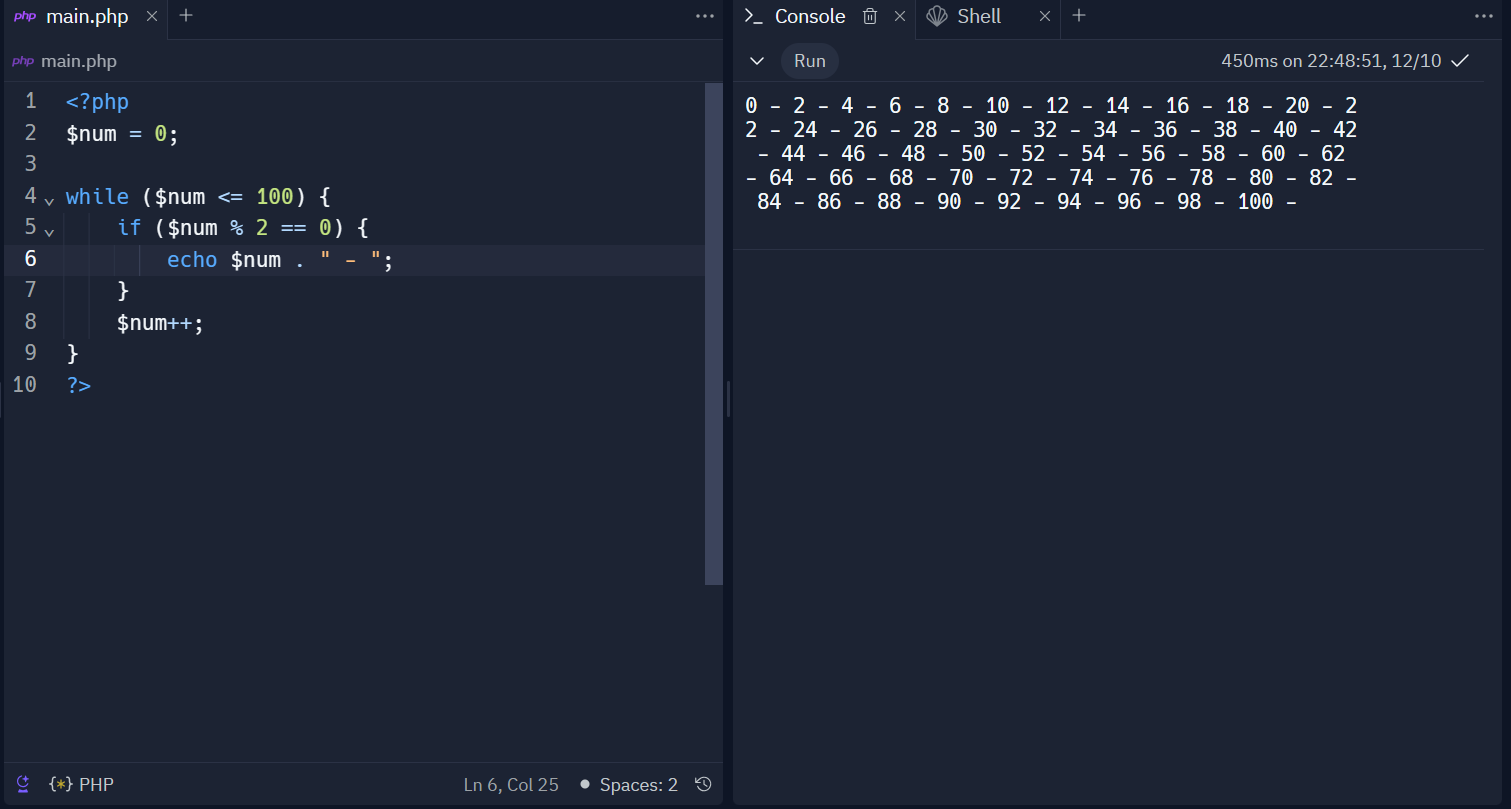 php main.php
php main.php
1 <?php
2 $num = 0;
3
4 while ($num <= 100) {
5 if ($num % 2 == 0) {
6 echo $num . " - ";
7 }
8 $num++;
9 }
10 ?>
{*} PHP
Ln 6, Col 25
Spaces: 2
Console
Shell
Run
450ms on 22:48:51, 12/10
0 - 2 - 4 - 6 - 8 - 10 - 12 - 14 - 16 - 18 - 20 - 2
2 - 24 - 26 - 28 - 30 - 32 - 34 - 36 - 38 - 40 - 42
- 44 - 46 - 48 - 50 - 52 - 54 - 56 - 58 - 60 - 62
- 64 - 66 - 68 - 70 - 72 - 74 - 76 - 78 - 80 - 82 -
84 - 86 - 88 - 90 - 92 - 94 - 96 - 98 - 100 -